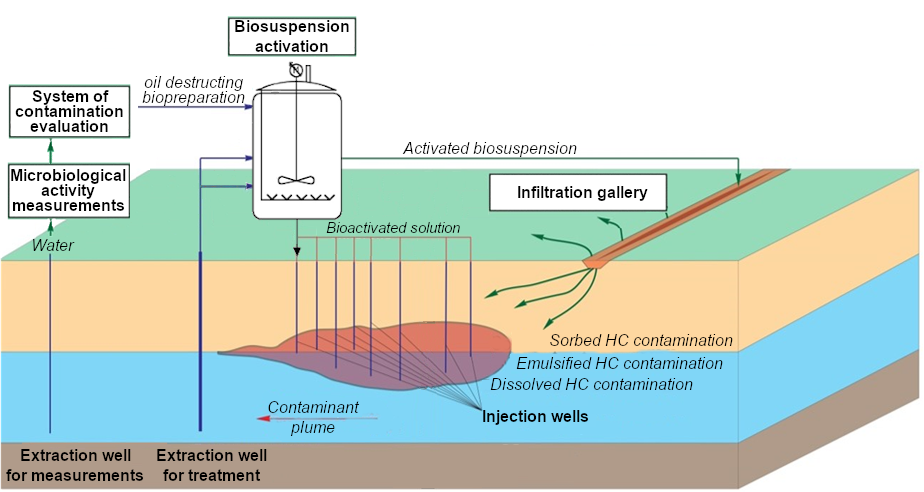 Biosuspension
activation
oil destructing
biopreparation
System of
contamination
evaluation
Microbiological
activity
measurements
Activated biosuspension
Infiltration gallery
Water
Bioactivated solution
Sorbed HC contamination
Emulsified HC contamination
Dissolved HC contamination
Contaminant
plume
Injection wells
Extraction well
for measurements
Extraction well
for treatment